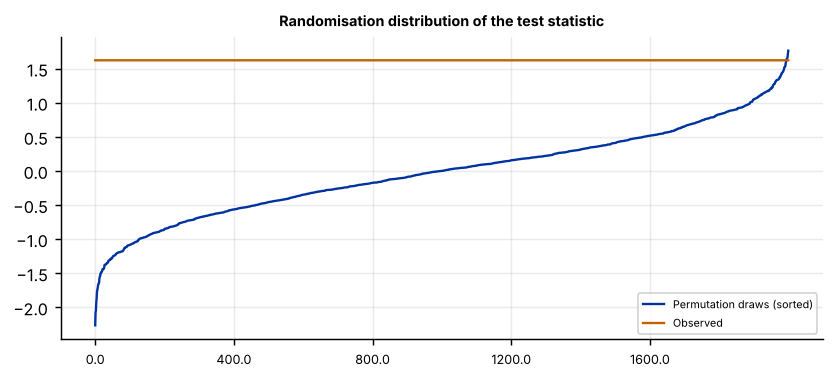 Randomisation distribution of the test statistic
1.5
1.0
0.5
0.0
−0.5
−1.0
−1.5
−2.0
Permutation draws (sorted)
Observed
0.0 400.0 800.0 1200.0 1600.0